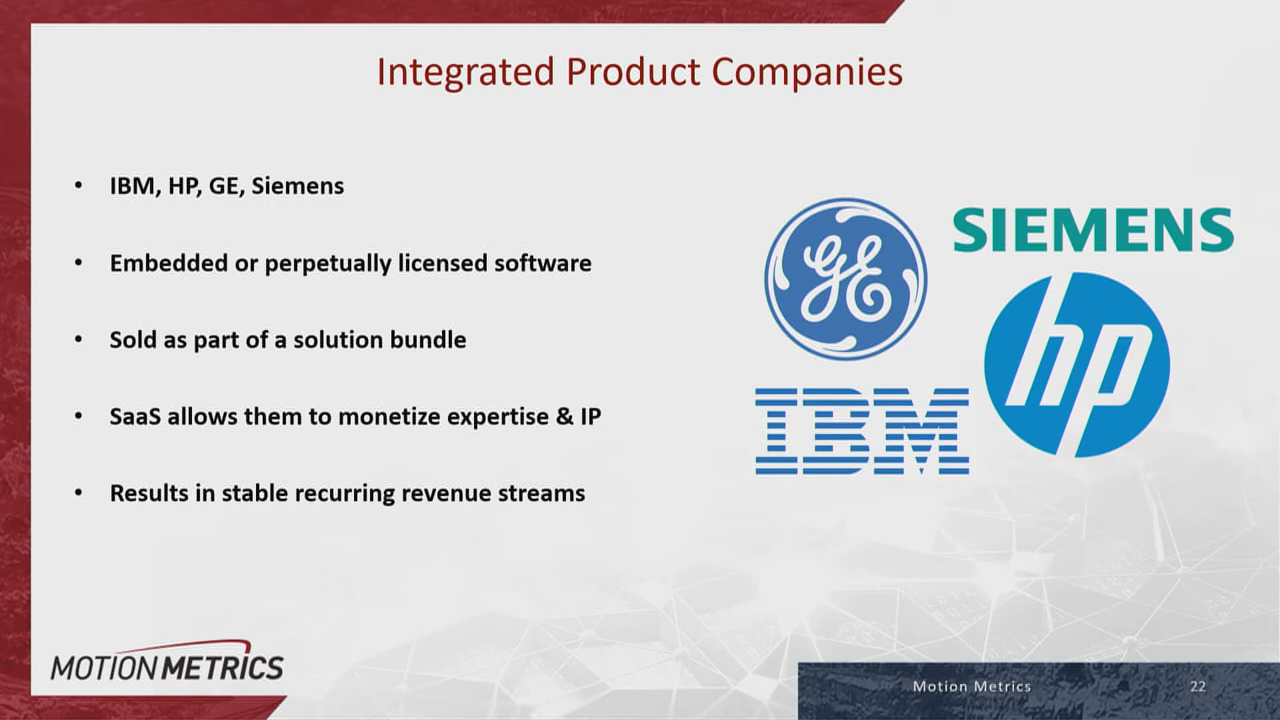 Integrated Product Companies
• IBM, HP, GE, Siemens
• Embedded or perpetually licensed software
• Sold as part of a solution bundle
• SaaS allows them to monetize expertise & IP
• Results in stable recurring revenue streams
GE
SIEMENS
hp
IBM
MOTION METRICS
Motion Metrics
22